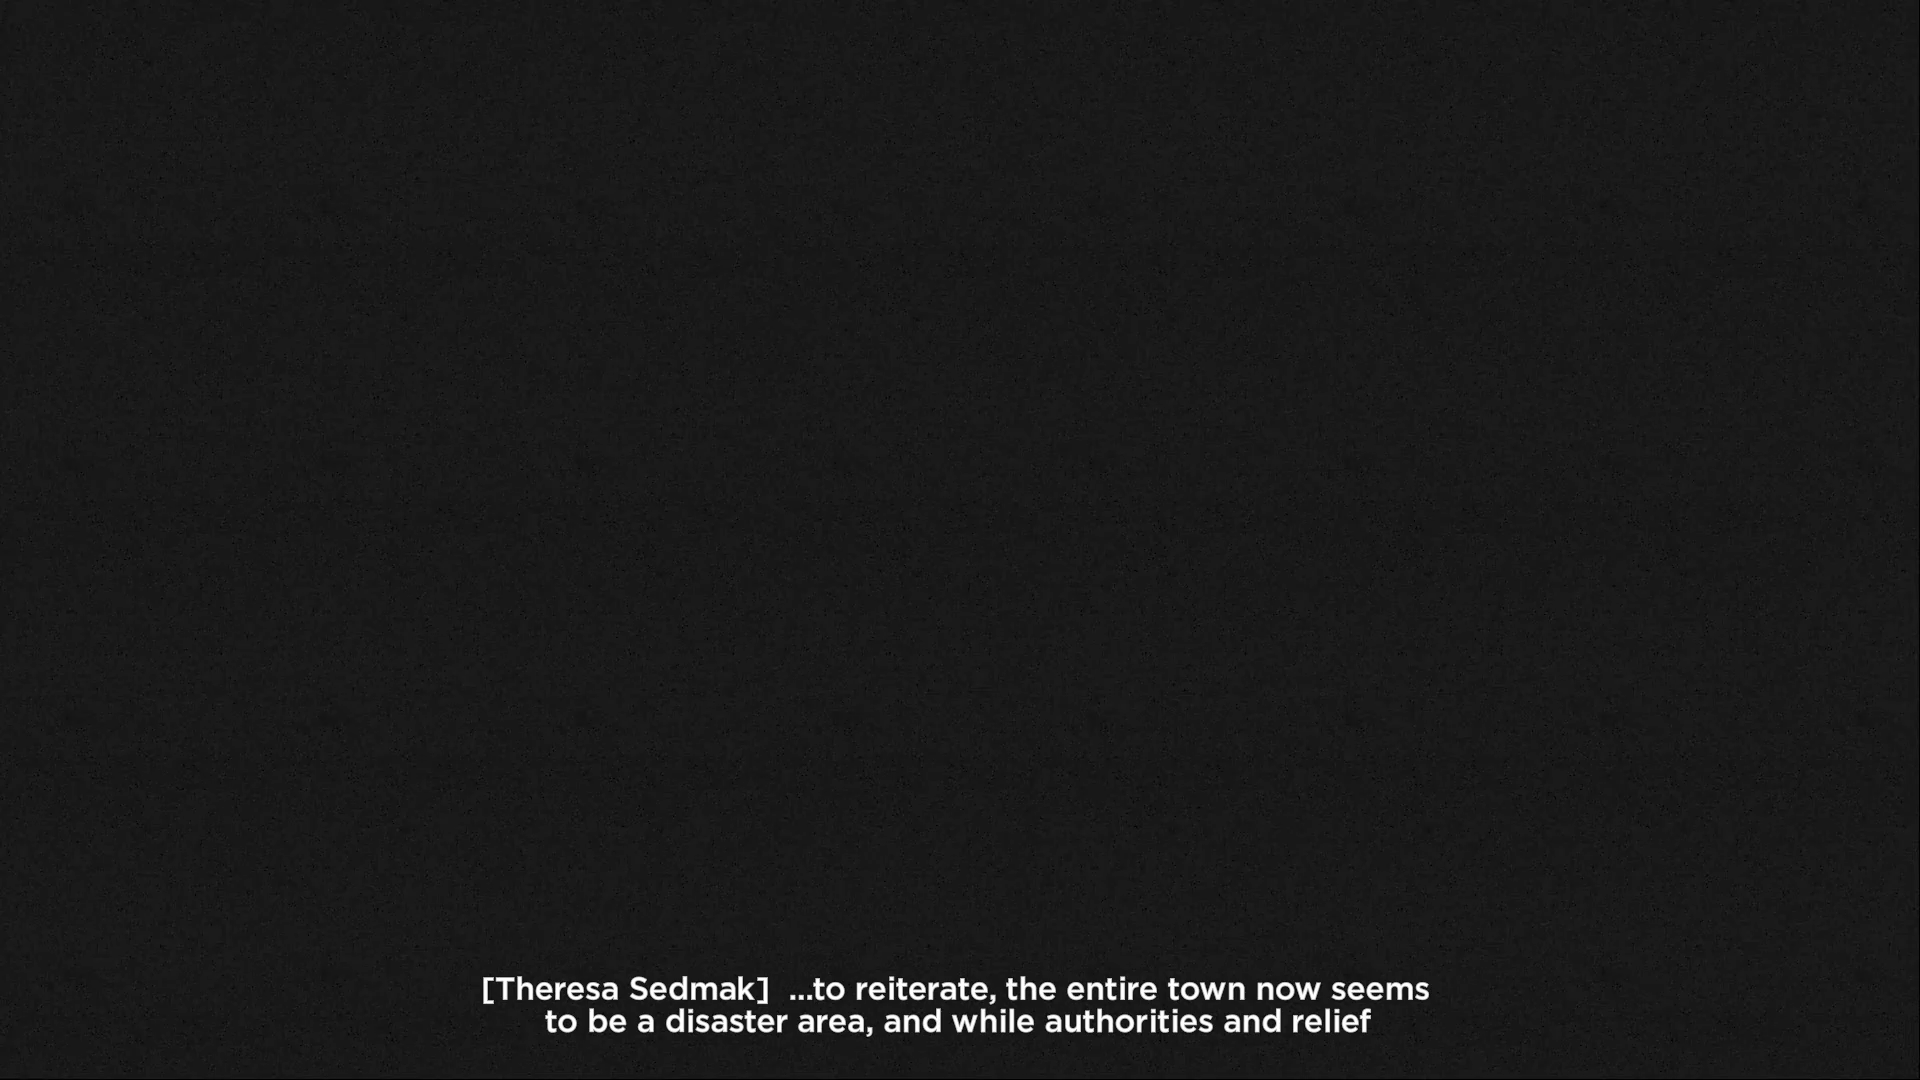 [Theresa Sedmak]  ...to reiterate, the entire town now seems
to be a disaster area, and while authorities and relief